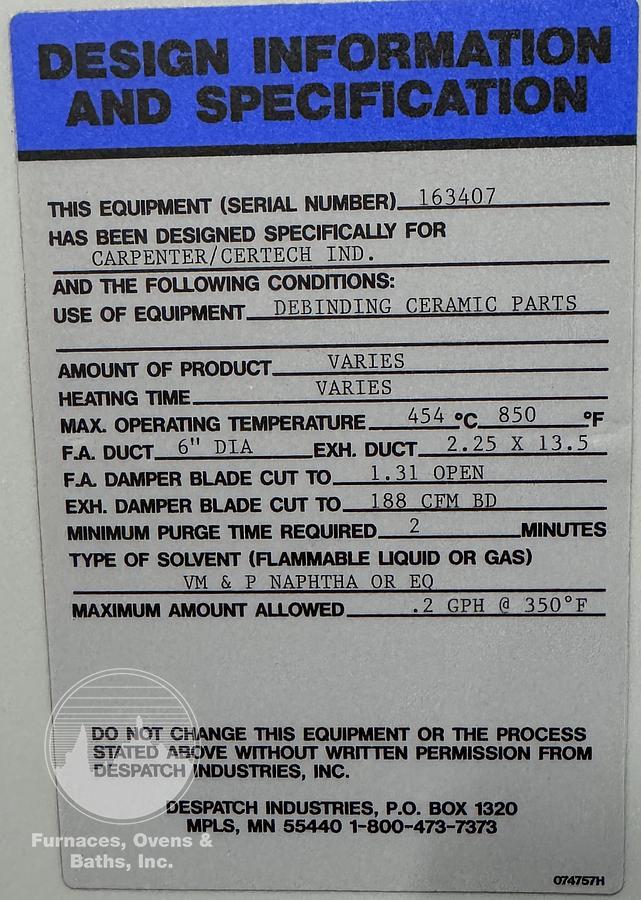 DESIGN INFORMATION
AND SPECIFICATION
THIS EQUIPMENT (SERIAL NUMBER) 163407
HAS BEEN DESIGNED SPECIFICALLY FOR
CARPENTER/CERTECH IND.
AND THE FOLLOWING CONDITIONS:
USE OF EQUIPMENT DEBINDING CERAMIC PARTS
AMOUNT OF PRODUCT VARIES
HEATING TIME VARIES
MAX. OPERATING TEMPERATURE 454 °C 850 °F
F.A. DUCT 6" DIA EXH. DUCT 2.25 X 13.5
F.A. DAMPER BLADE CUT TO 1.31 OPEN
EXH. DAMPER BLADE CUT TO 188 CFM BD
MINIMUM PURGE TIME REQUIRED 2 MINUTES
TYPE OF SOLVENT (FLAMMABLE LIQUID OR GAS)
VM & P NAPHTHA OR EQ
MAXIMUM AMOUNT ALLOWED .2 GPH @ 350°F
DO NOT CHANGE THIS EQUIPMENT OR THE PROCESS
STATED ABOVE WITHOUT WRITTEN PERMISSION FROM
DESPATCH INDUSTRIES, INC.
DESPATCH INDUSTRIES, P.O. BOX 1320
MPLS, MN 55440 1-800-473-7373
Furnaces, Ovens &
Baths, Inc.
074757H